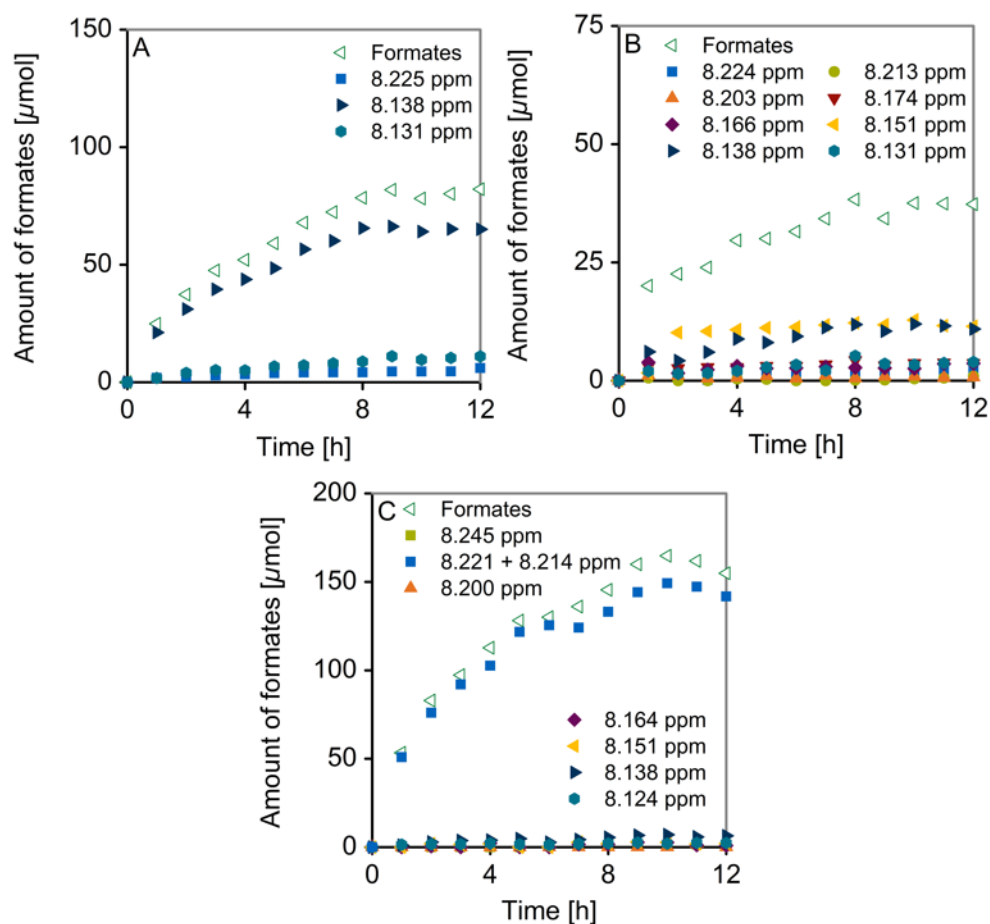 A
150
100
50
0
Amount of formates [µmol]
Formates
8.225 ppm
8.138 ppm
8.131 ppm
0 4 8 12
Time [h]
B
75
50
25
0
Amount of formates [µmol]
Formates
8.224 ppm 8.213 ppm
8.203 ppm 8.174 ppm
8.166 ppm 8.151 ppm
8.138 ppm 8.131 ppm
0 4 8 12
Time [h]
C
200
150
100
50
0
Amount of formates [µmol]
Formates
8.245 ppm
8.221 + 8.214 ppm
8.200 ppm
8.164 ppm
8.151 ppm
8.138 ppm
8.124 ppm
0 4 8 12
Time [h]